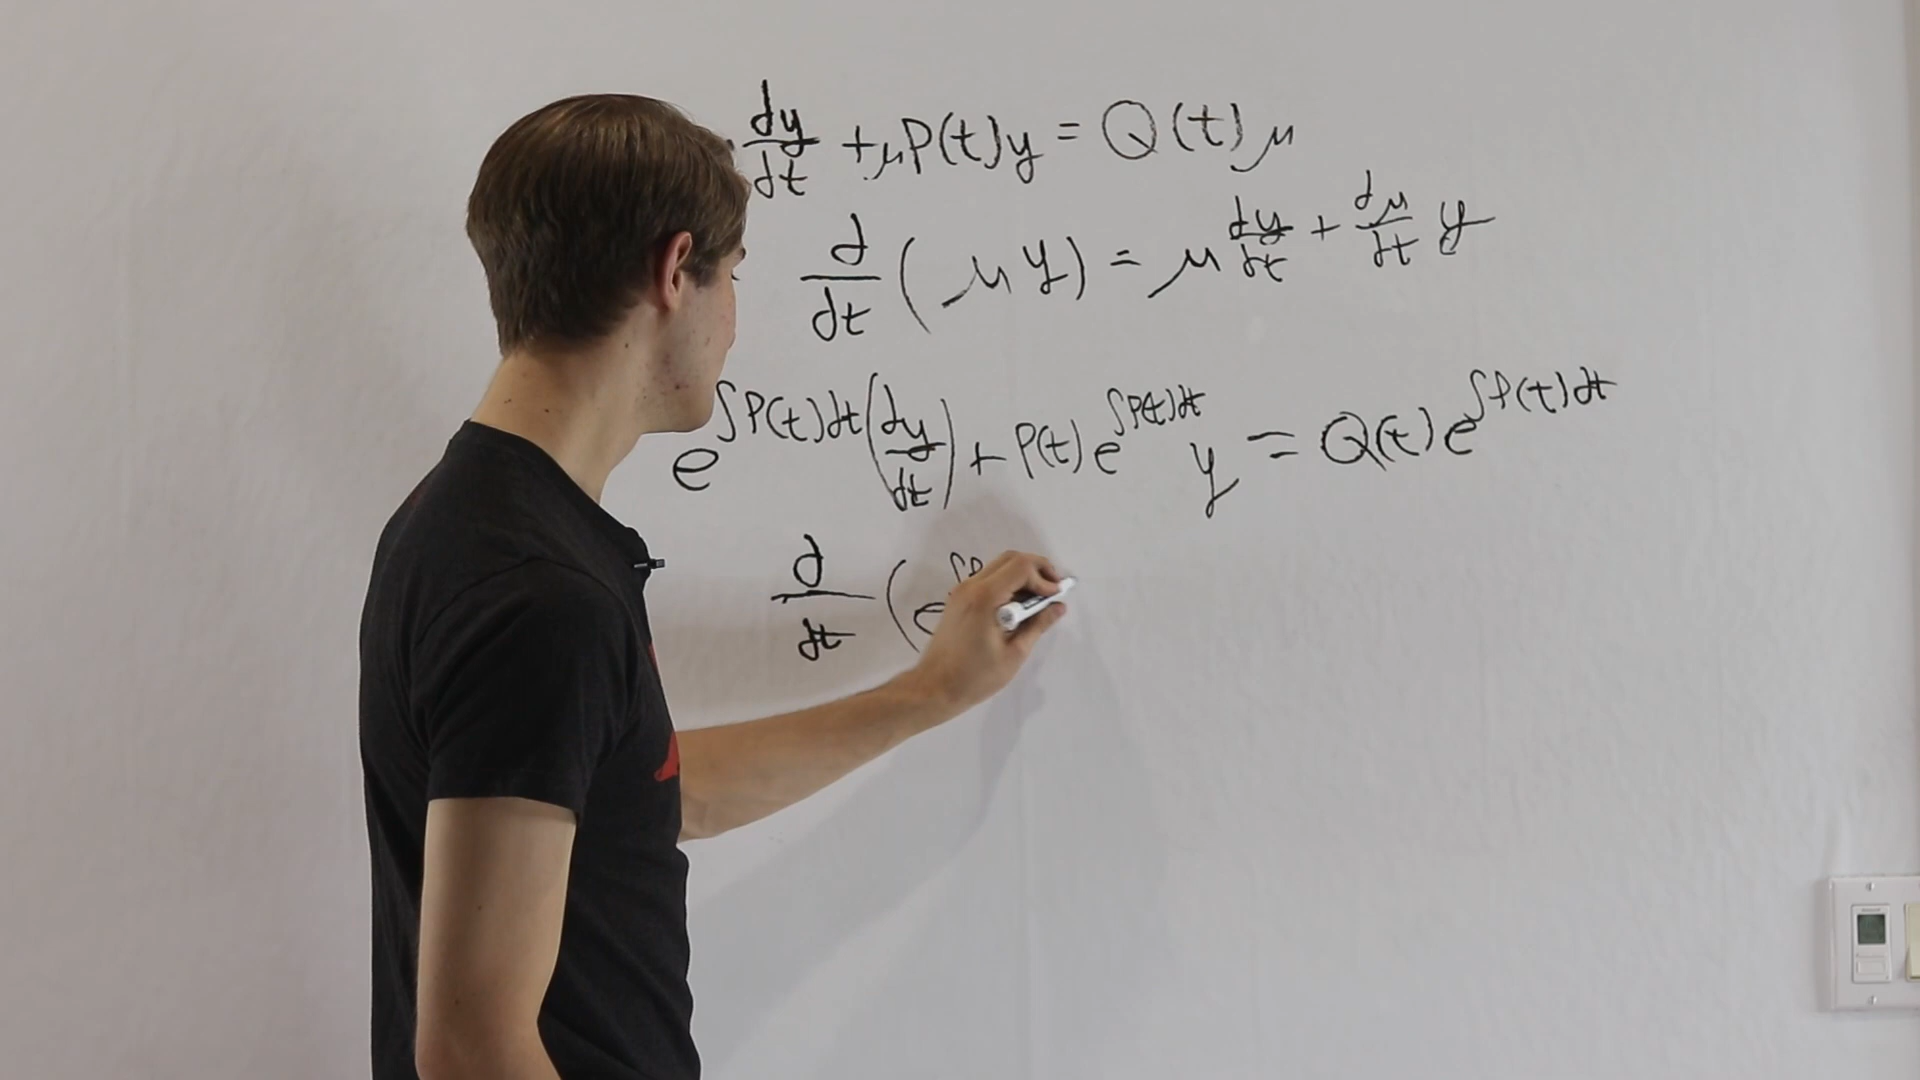 dy/dt + μP(t)y = Q(t)μ
d/dt (μy) = μ dy/dt + dμ/dt y
e^∫P(t)dt (dy/dt) + P(t)e^∫P(t)dt y = Q(t)e^∫P(t)dt
d/dt (e^∫P